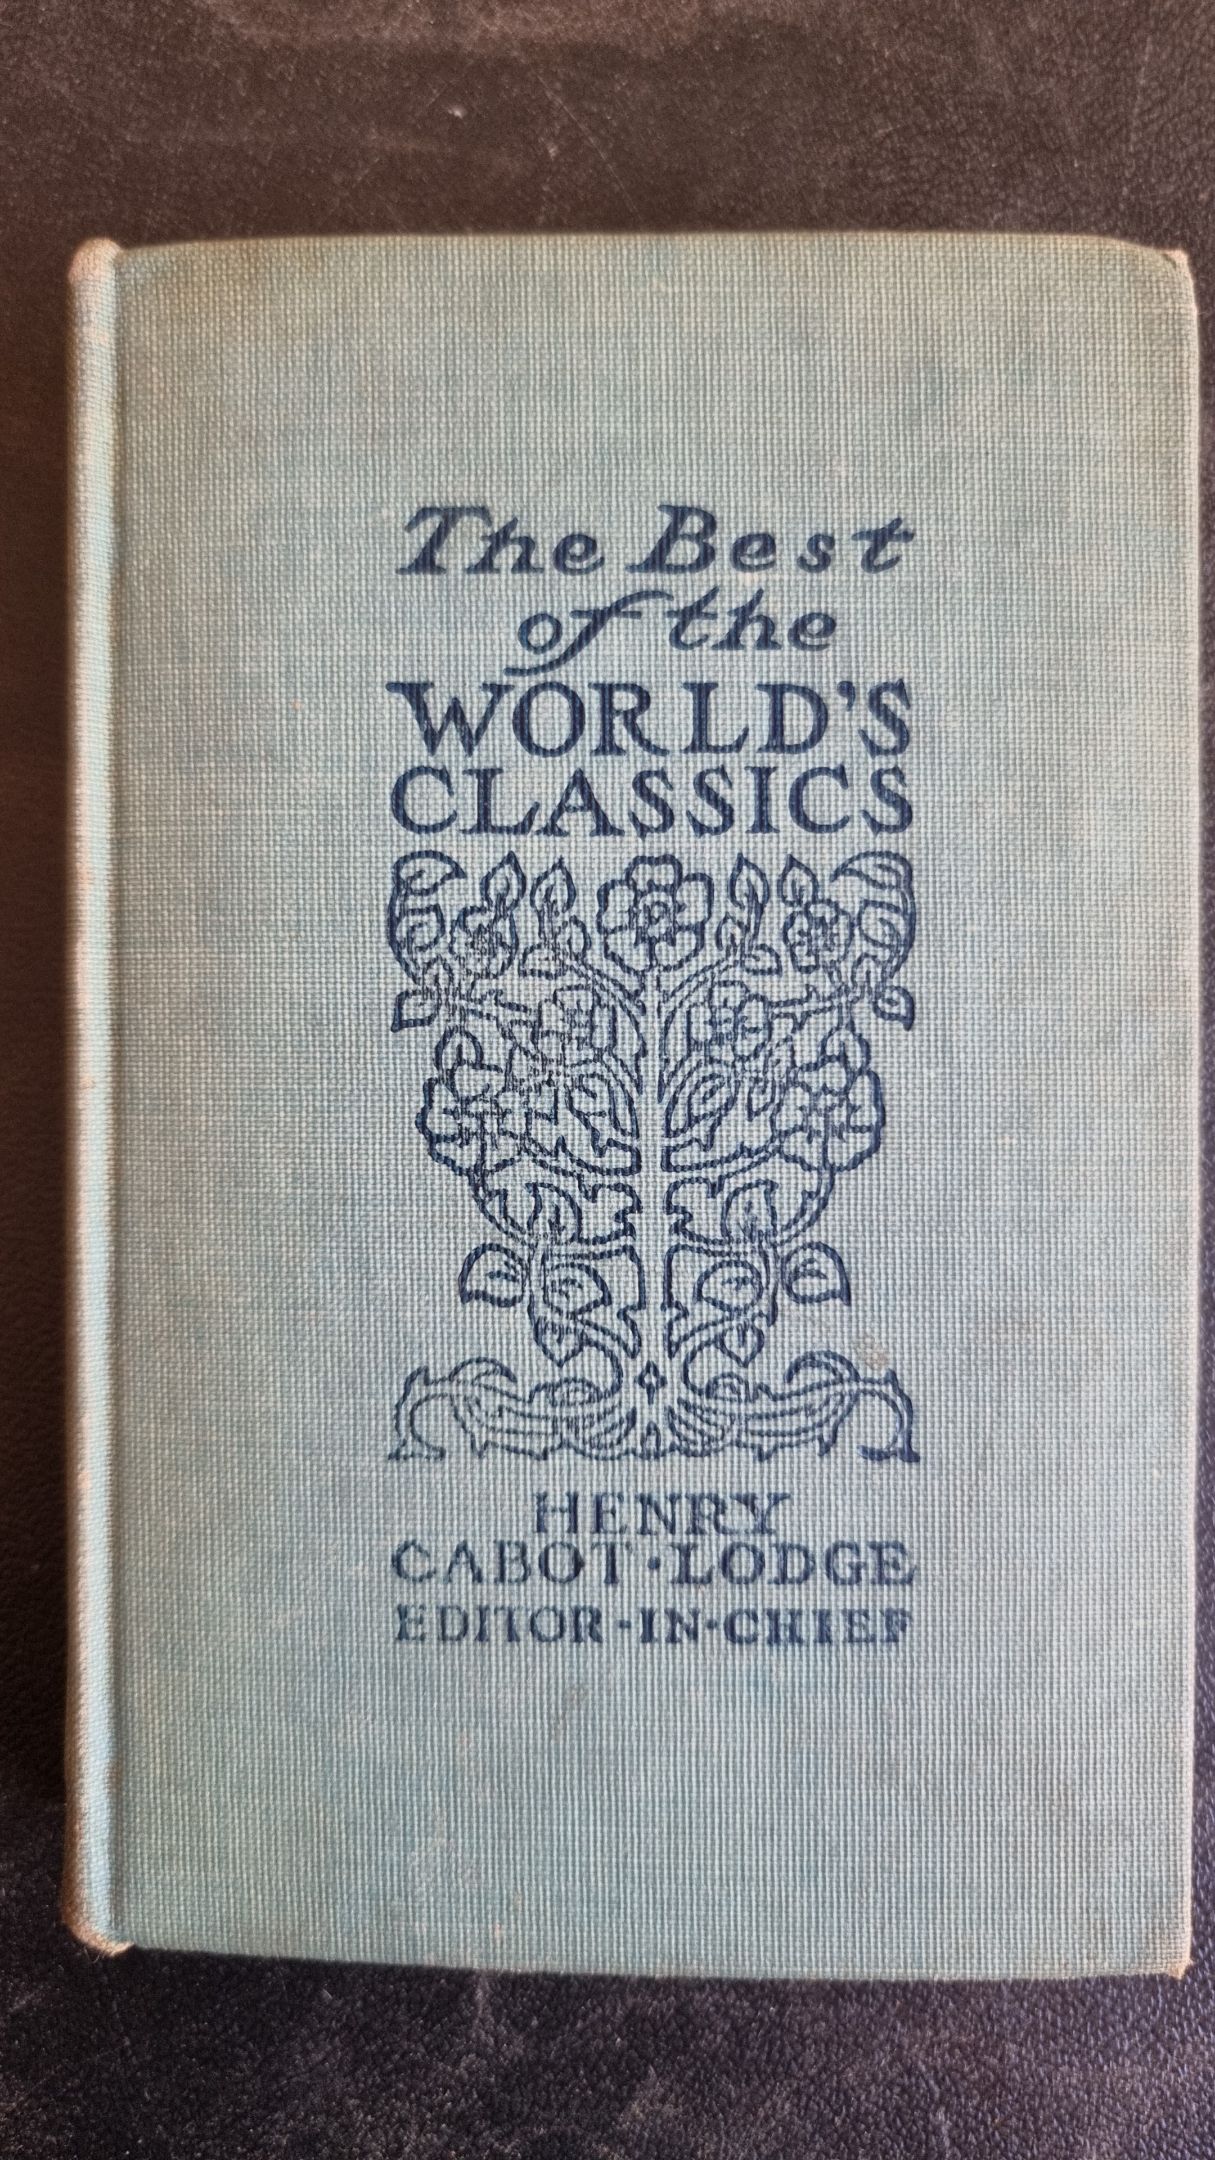 The Best
of the
WORLD'S
CLASSICS
HENRY
CABOT·LODGE
EDITOR-IN-CHIEF